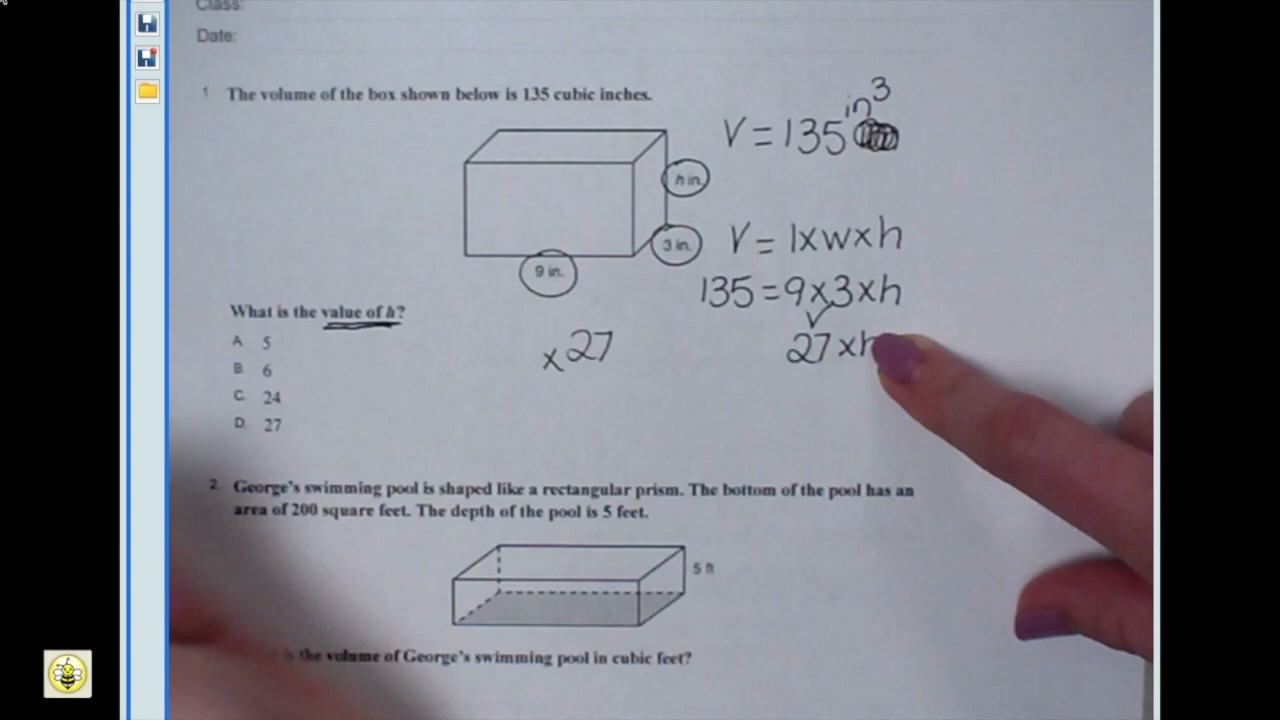 Class:
Date:
1 The volume of the box shown below is 135 cubic inches.
V = 135 in³
h in.
3 in.
9 in.
V = l x w x h
135 = 9 x 3 x h
27 x h
x 27
What is the value of h?
A 5
B. 6
C. 24
D. 27
2. George's swimming pool is shaped like a rectangular prism. The bottom of the pool has an
area of 200 square feet. The depth of the pool is 5 feet.
5 ft
the volume of George's swimming pool in cubic feet?